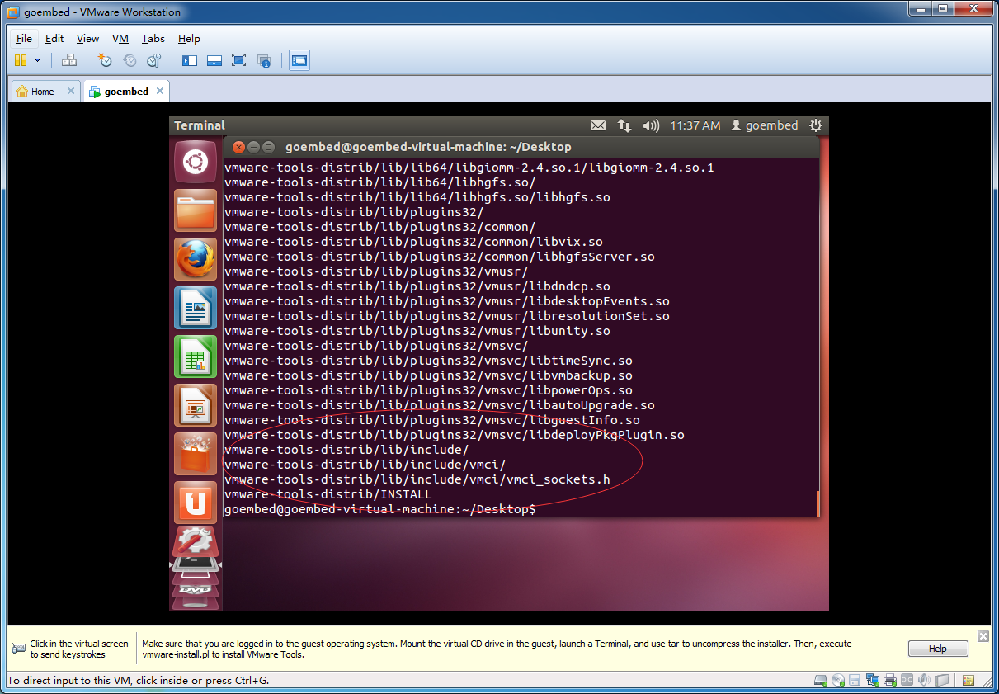 goembed - VMware Workstation
File Edit View VM Tabs Help
Home goembed
Terminal 11:37 AM goembed
goembed@goembed-virtual-machine: ~/Desktop
vmware-tools-distrib/lib/lib64/libgiomm-2.4.so.1/libgiomm-2.4.so.1
vmware-tools-distrib/lib/lib64/libhgfs.so/
vmware-tools-distrib/lib/lib64/libhgfs.so/libhgfs.so
vmware-tools-distrib/lib/plugins32/
vmware-tools-distrib/lib/plugins32/common/
vmware-tools-distrib/lib/plugins32/common/libvix.so
vmware-tools-distrib/lib/plugins32/common/libhgfsServer.so
vmware-tools-distrib/lib/plugins32/vmusr/
vmware-tools-distrib/lib/plugins32/vmusr/libdndcp.so
vmware-tools-distrib/lib/plugins32/vmusr/libdesktopEvents.so
vmware-tools-distrib/lib/plugins32/vmusr/libresolutionSet.so
vmware-tools-distrib/lib/plugins32/vmusr/libunity.so
vmware-tools-distrib/lib/plugins32/vmsvc/
vmware-tools-distrib/lib/plugins32/vmsvc/libtimeSync.so
vmware-tools-distrib/lib/plugins32/vmsvc/libvmbackup.so
vmware-tools-distrib/lib/plugins32/vmsvc/libpowerOps.so
vmware-tools-distrib/lib/plugins32/vmsvc/libautoUpgrade.so
vmware-tools-distrib/lib/plugins32/vmsvc/libguestInfo.so
vmware-tools-distrib/lib/plugins32/vmsvc/libdeployPkgPlugin.so
vmware-tools-distrib/lib/include/
vmware-tools-distrib/lib/include/vmci/
vmware-tools-distrib/lib/include/vmci/vmci_sockets.h
vmware-tools-distrib/INSTALL
goembed@goembed-virtual-machine:~/Desktop$
DVD
Click in the virtual screen
to send keystrokes
Make sure that you are logged in to the guest operating system. Mount the virtual CD drive in the guest, launch a Terminal, and use tar to uncompress the installer. Then, execute
vmware-install.pl to install VMware Tools.
Help
To direct input to this VM, click inside or press Ctrl+G.